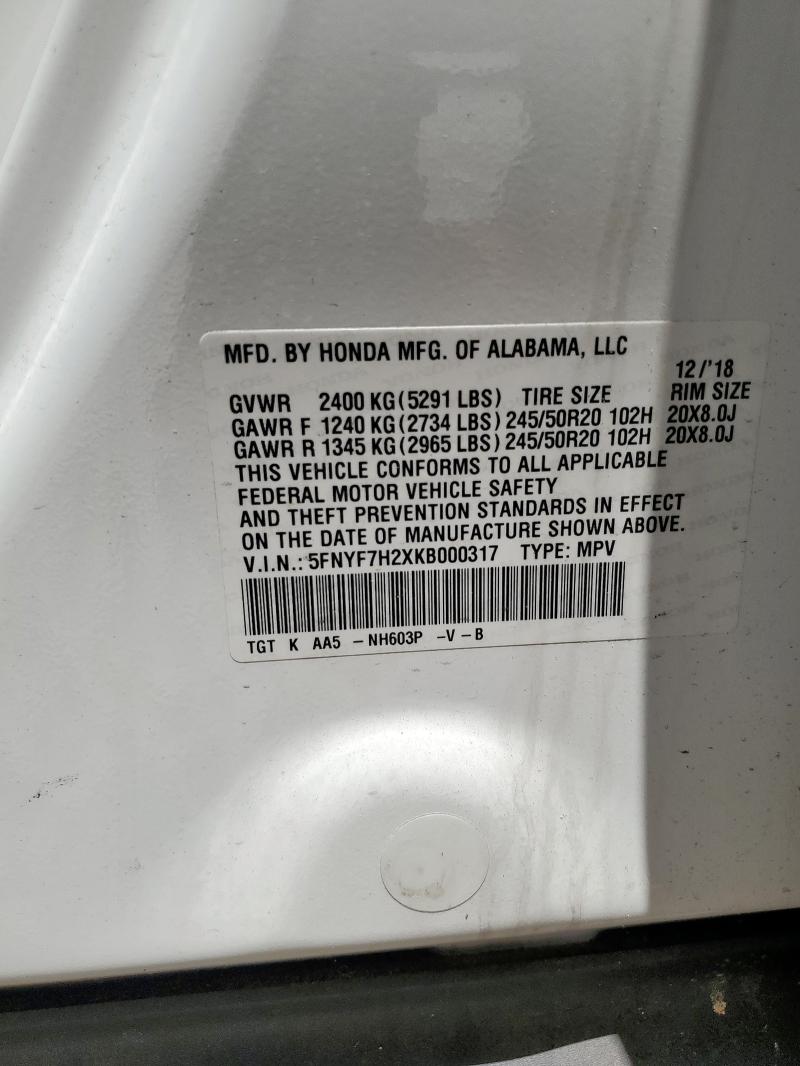 MFD. BY HONDA MFG. OF ALABAMA, LLC
12/'18
GVWR 2400 KG (5291 LBS) TIRE SIZE RIM SIZE
GAWR F 1240 KG (2734 LBS) 245/50R20 102H 20X8.0J
GAWR R 1345 KG (2965 LBS) 245/50R20 102H 20X8.0J
THIS VEHICLE CONFORMS TO ALL APPLICABLE
FEDERAL MOTOR VEHICLE SAFETY
AND THEFT PREVENTION STANDARDS IN EFFECT
ON THE DATE OF MANUFACTURE SHOWN ABOVE.
V.I.N.: 5FNYF7H2XKB000317 TYPE: MPV
TGT K AA5 -NH603P -V-B